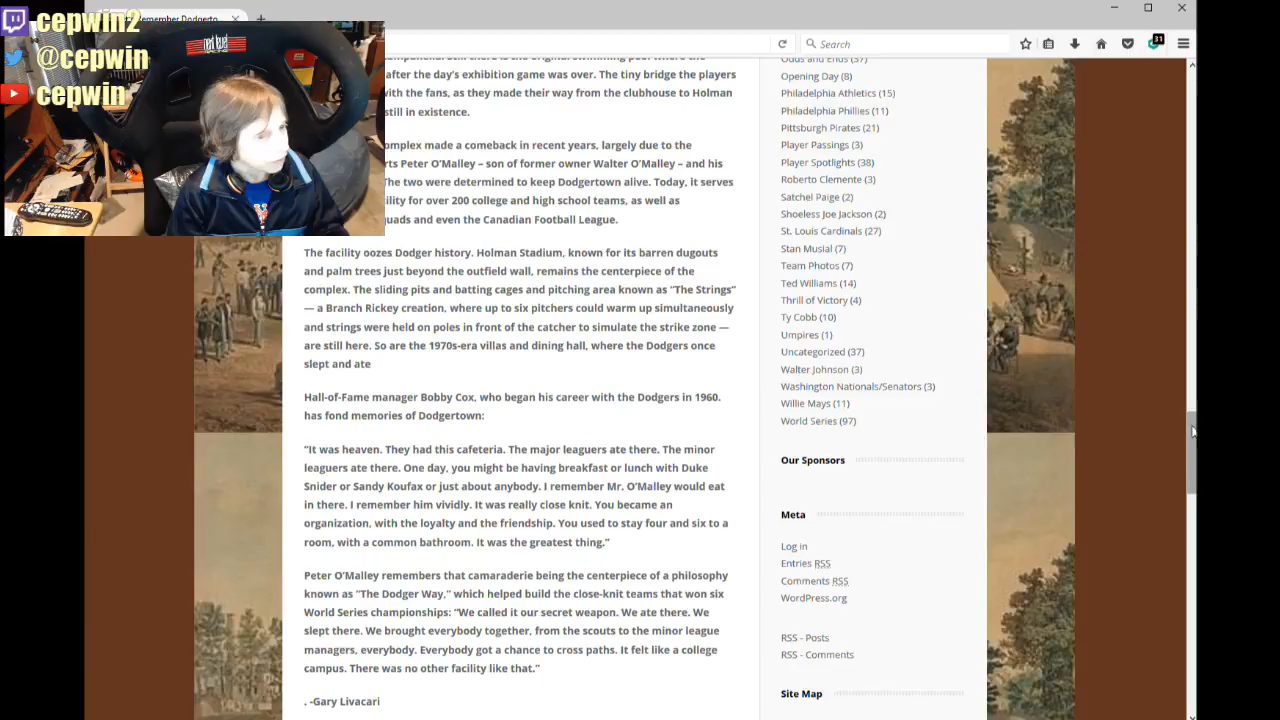 Remember Dodgerto
cepwin2
@cepwin
cepwin
next level
Search
31
after the day's exhibition game was over. The tiny bridge the players
with the fans, as they made their way from the clubhouse to Holman
still in existence.
omplex made a comeback in recent years, largely due to the
rts Peter O'Malley – son of former owner Walter O'Malley – and his
The two were determined to keep Dodgertown alive. Today, it serves
ility for over 200 college and high school teams, as well as
quads and even the Canadian Football League.
The facility oozes Dodger history. Holman Stadium, known for its barren dugouts
and palm trees just beyond the outfield wall, remains the centerpiece of the
complex. The sliding pits and batting cages and pitching area known as "The Strings"
— a Branch Rickey creation, where up to six pitchers could warm up simultaneously
and strings were held on poles in front of the catcher to simulate the strike zone —
are still here. So are the 1970s-era villas and dining hall, where the Dodgers once
slept and ate
Hall-of-Fame manager Bobby Cox, who began his career with the Dodgers in 1960.
has fond memories of Dodgertown:
"It was heaven. They had this cafeteria. The major leaguers ate there. The minor
leaguers ate there. One day, you might be having breakfast or lunch with Duke
Snider or Sandy Koufax or just about anybody. I remember Mr. O'Malley would eat
in there. I remember him vividly. It was really close knit. You became an
organization, with the loyalty and the friendship. You used to stay four and six to a
room, with a common bathroom. It was the greatest thing."
Peter O'Malley remembers that camaraderie being the centerpiece of a philosophy
known as "The Dodger Way," which helped build the close-knit teams that won six
World Series championships: "We called it our secret weapon. We ate there. We
slept there. We brought everybody together, from the scouts to the minor league
managers, everybody. Everybody got a chance to cross paths. It felt like a college
campus. There was no other facility like that."
. -Gary Livacari
Odds and Ends (37)
Opening Day (8)
Philadelphia Athletics (15)
Philadelphia Phillies (11)
Pittsburgh Pirates (21)
Player Passings (3)
Player Spotlights (38)
Roberto Clemente (3)
Satchel Paige (2)
Shoeless Joe Jackson (2)
St. Louis Cardinals (27)
Stan Musial (7)
Team Photos (7)
Ted Williams (14)
Thrill of Victory (4)
Ty Cobb (10)
Umpires (1)
Uncategorized (37)
Walter Johnson (3)
Washington Nationals/Senators (3)
Willie Mays (11)
World Series (97)
Our Sponsors
Meta
Log in
Entries RSS
Comments RSS
WordPress.org
RSS - Posts
RSS - Comments
Site Map